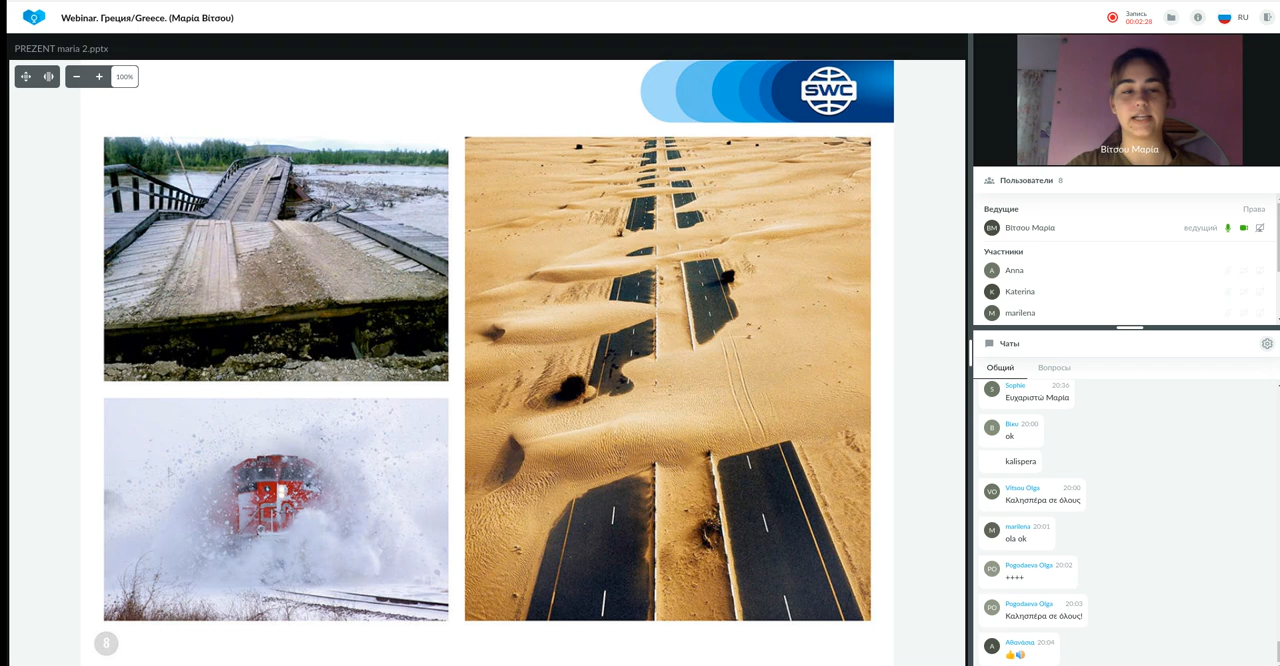 Webinar. Греция/Greece. (Μαρία Βίτσου)
Запись
00:02:28
RU
PREZENT maria 2.pptx
100%
SWC
8
Βίτσου Μαρία
Пользователи 8
Ведущие Права
ВМ Βίτσου Μαρία ведущий
Участники
A Anna
K Katerina
M marilena
Чаты
Общий Вопросы
S Sophie 20:36
Ευχαριστώ Μαρία
В Βίκυ 20:00
ok
kalispera
VO Vitsou Olga 20:00
Καλησπέρα σε όλους
M marilena 20:01
ola ok
PO Pogodaeva Olga 20:02
++++
PO Pogodaeva Olga 20:03
Καλησπέρα σε όλους!
A Αθανάσια 20:04
👍